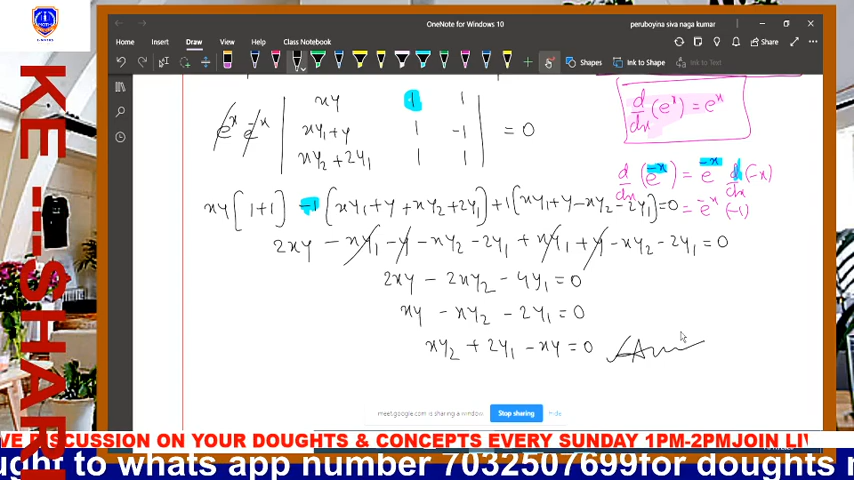 OneNote for Windows 10
peruboyina siva naga kumar
Home Insert Draw View Help Class Notebook
Share
Shapes Ink to Shape Ink to Text
KE --SHARI
| xy 1 1 |
e^x e^-x | xy₁+y 1 -1 | = 0
| xy₂+2y₁ 1 1 |
d/dx (e^x) = e^x
d/dx (e^-x) = e^-x d/dx (-x)
= e^-x (-1)
xy [1+1] -1 (xy₁+y+xy₂+2y₁) +1 (xy₁+y-xy₂-2y₁) = 0
2xy - xy₁ - y - xy₂ - 2y₁ + xy₁ + y - xy₂ - 2y₁ = 0
2xy - 2xy₂ - 4y₁ = 0
xy - xy₂ - 2y₁ = 0
xy₂ + 2y₁ - xy = 0
meet.google.com is sharing a window. Stop sharing Hide
VE DISCUSSION ON YOUR DOUGHTS & CONCEPTS EVERY SUNDAY 1PM-2PMJOIN LI
ught to whats app number 7032507699for doughts